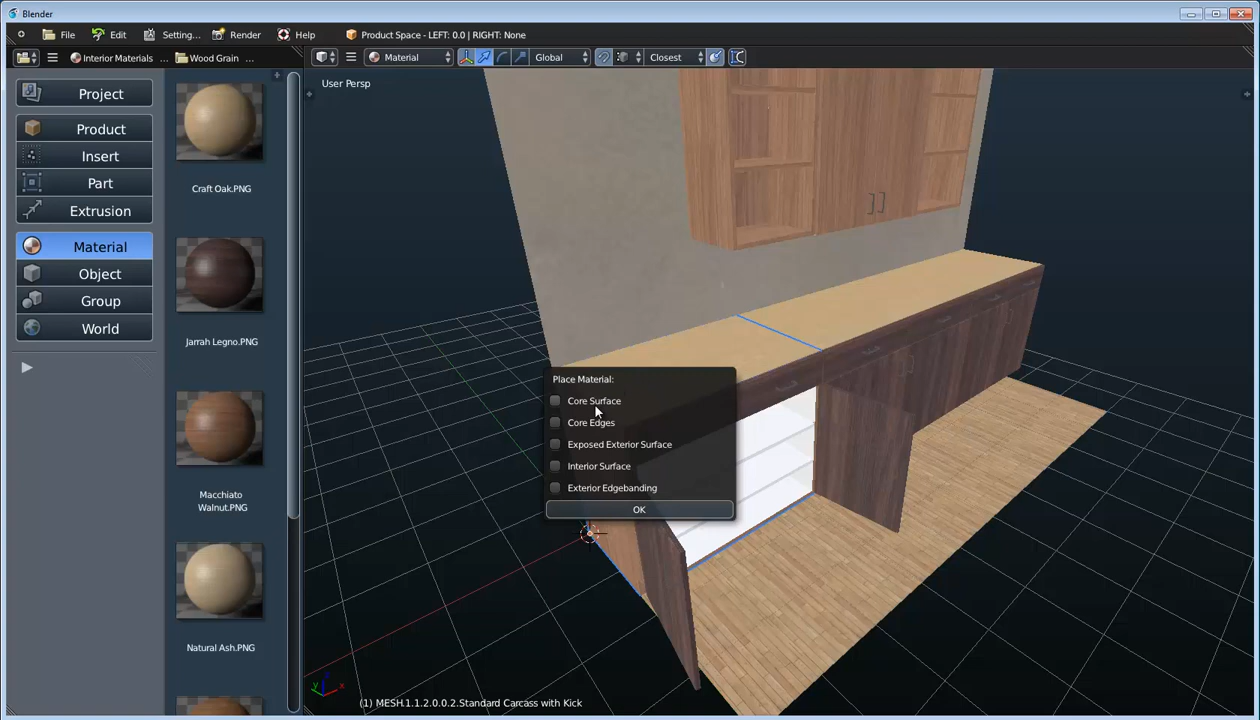 Blender
File Edit Setting... Render Help Product Space - LEFT: 0.0 | RIGHT: None
Interior Materials ... Wood Grain ... Material Global Closest
User Persp
Project
Product
Insert
Part
Extrusion
Material
Object
Group
World
Craft Oak.PNG
Jarrah Legno.PNG
Macchiato
Walnut.PNG
Natural Ash.PNG
Place Material:
Core Surface
Core Edges
Exposed Exterior Surface
Interior Surface
Exterior Edgebanding
OK
y z x
(1) MESH.1.1.2.0.0.2.Standard Carcass with Kick